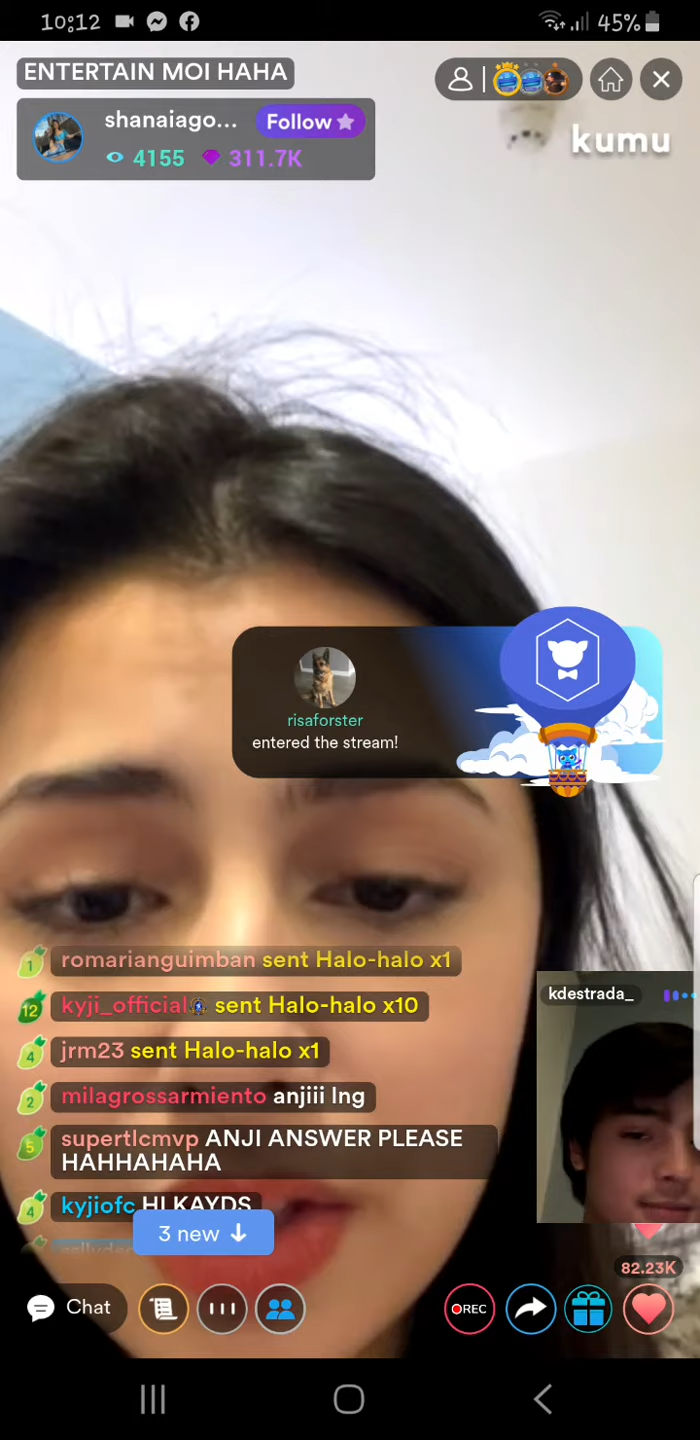 10:12
45%
ENTERTAIN MOI HAHA
shanaiago...
Follow
4155
311.7K
kumu
risaforster
entered the stream!
1 romarianguimban sent Halo-halo x1
12 kyji_official sent Halo-halo x10
4 jrm23 sent Halo-halo x1
2 milagrossarmiento anjiii lng
5 supertlcmvp ANJI ANSWER PLEASE
HAHHAHAHA
4 kyjiofc HI KAYDS
kdestrada_
3 new
82.23K
Chat
REC